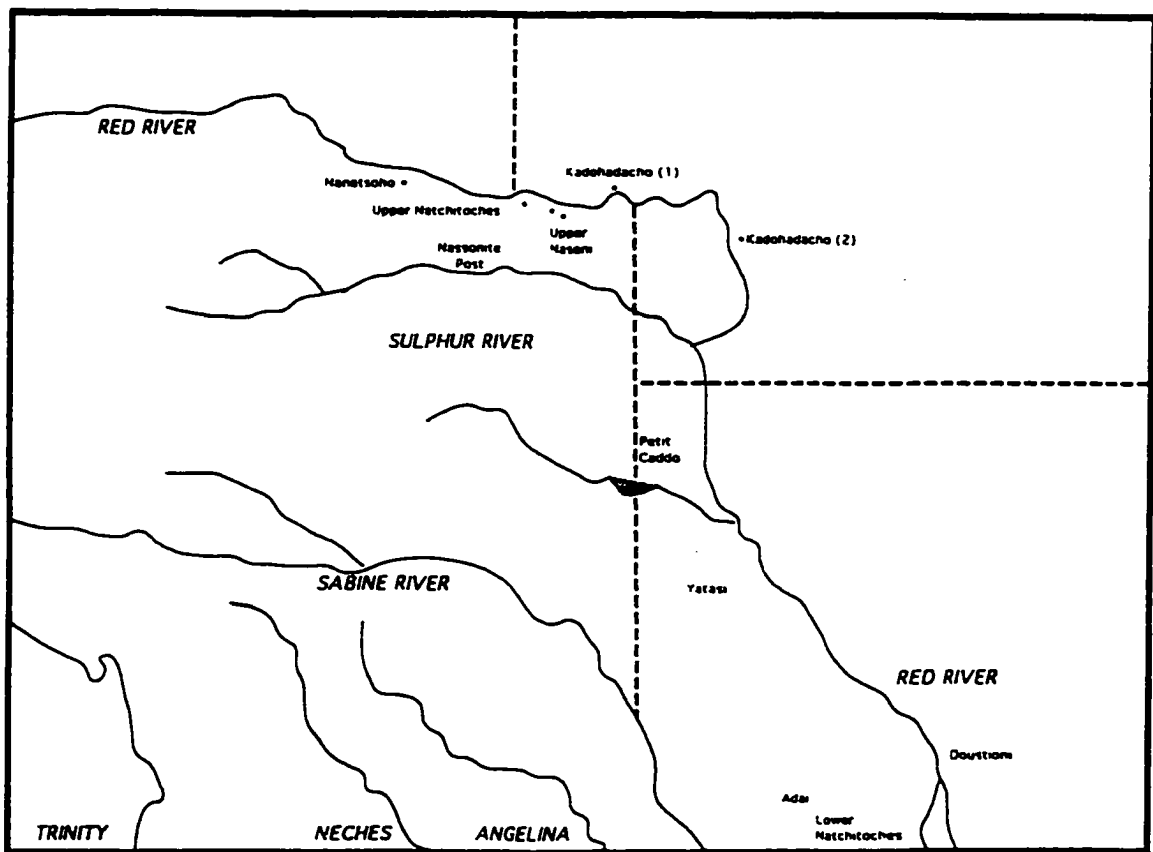 RED RIVER
Kadohadacho (1)
Nanatsoho
Upper Natchitoches
Upper
Nasoni
Kadohadacho (2)
Nassonite
Post
SULPHUR RIVER
Petit
Caddo
SABINE RIVER
Yatasi
RED RIVER
Doustioni
Adai
Lower
Natchitoches
TRINITY
NECHES
ANGELINA